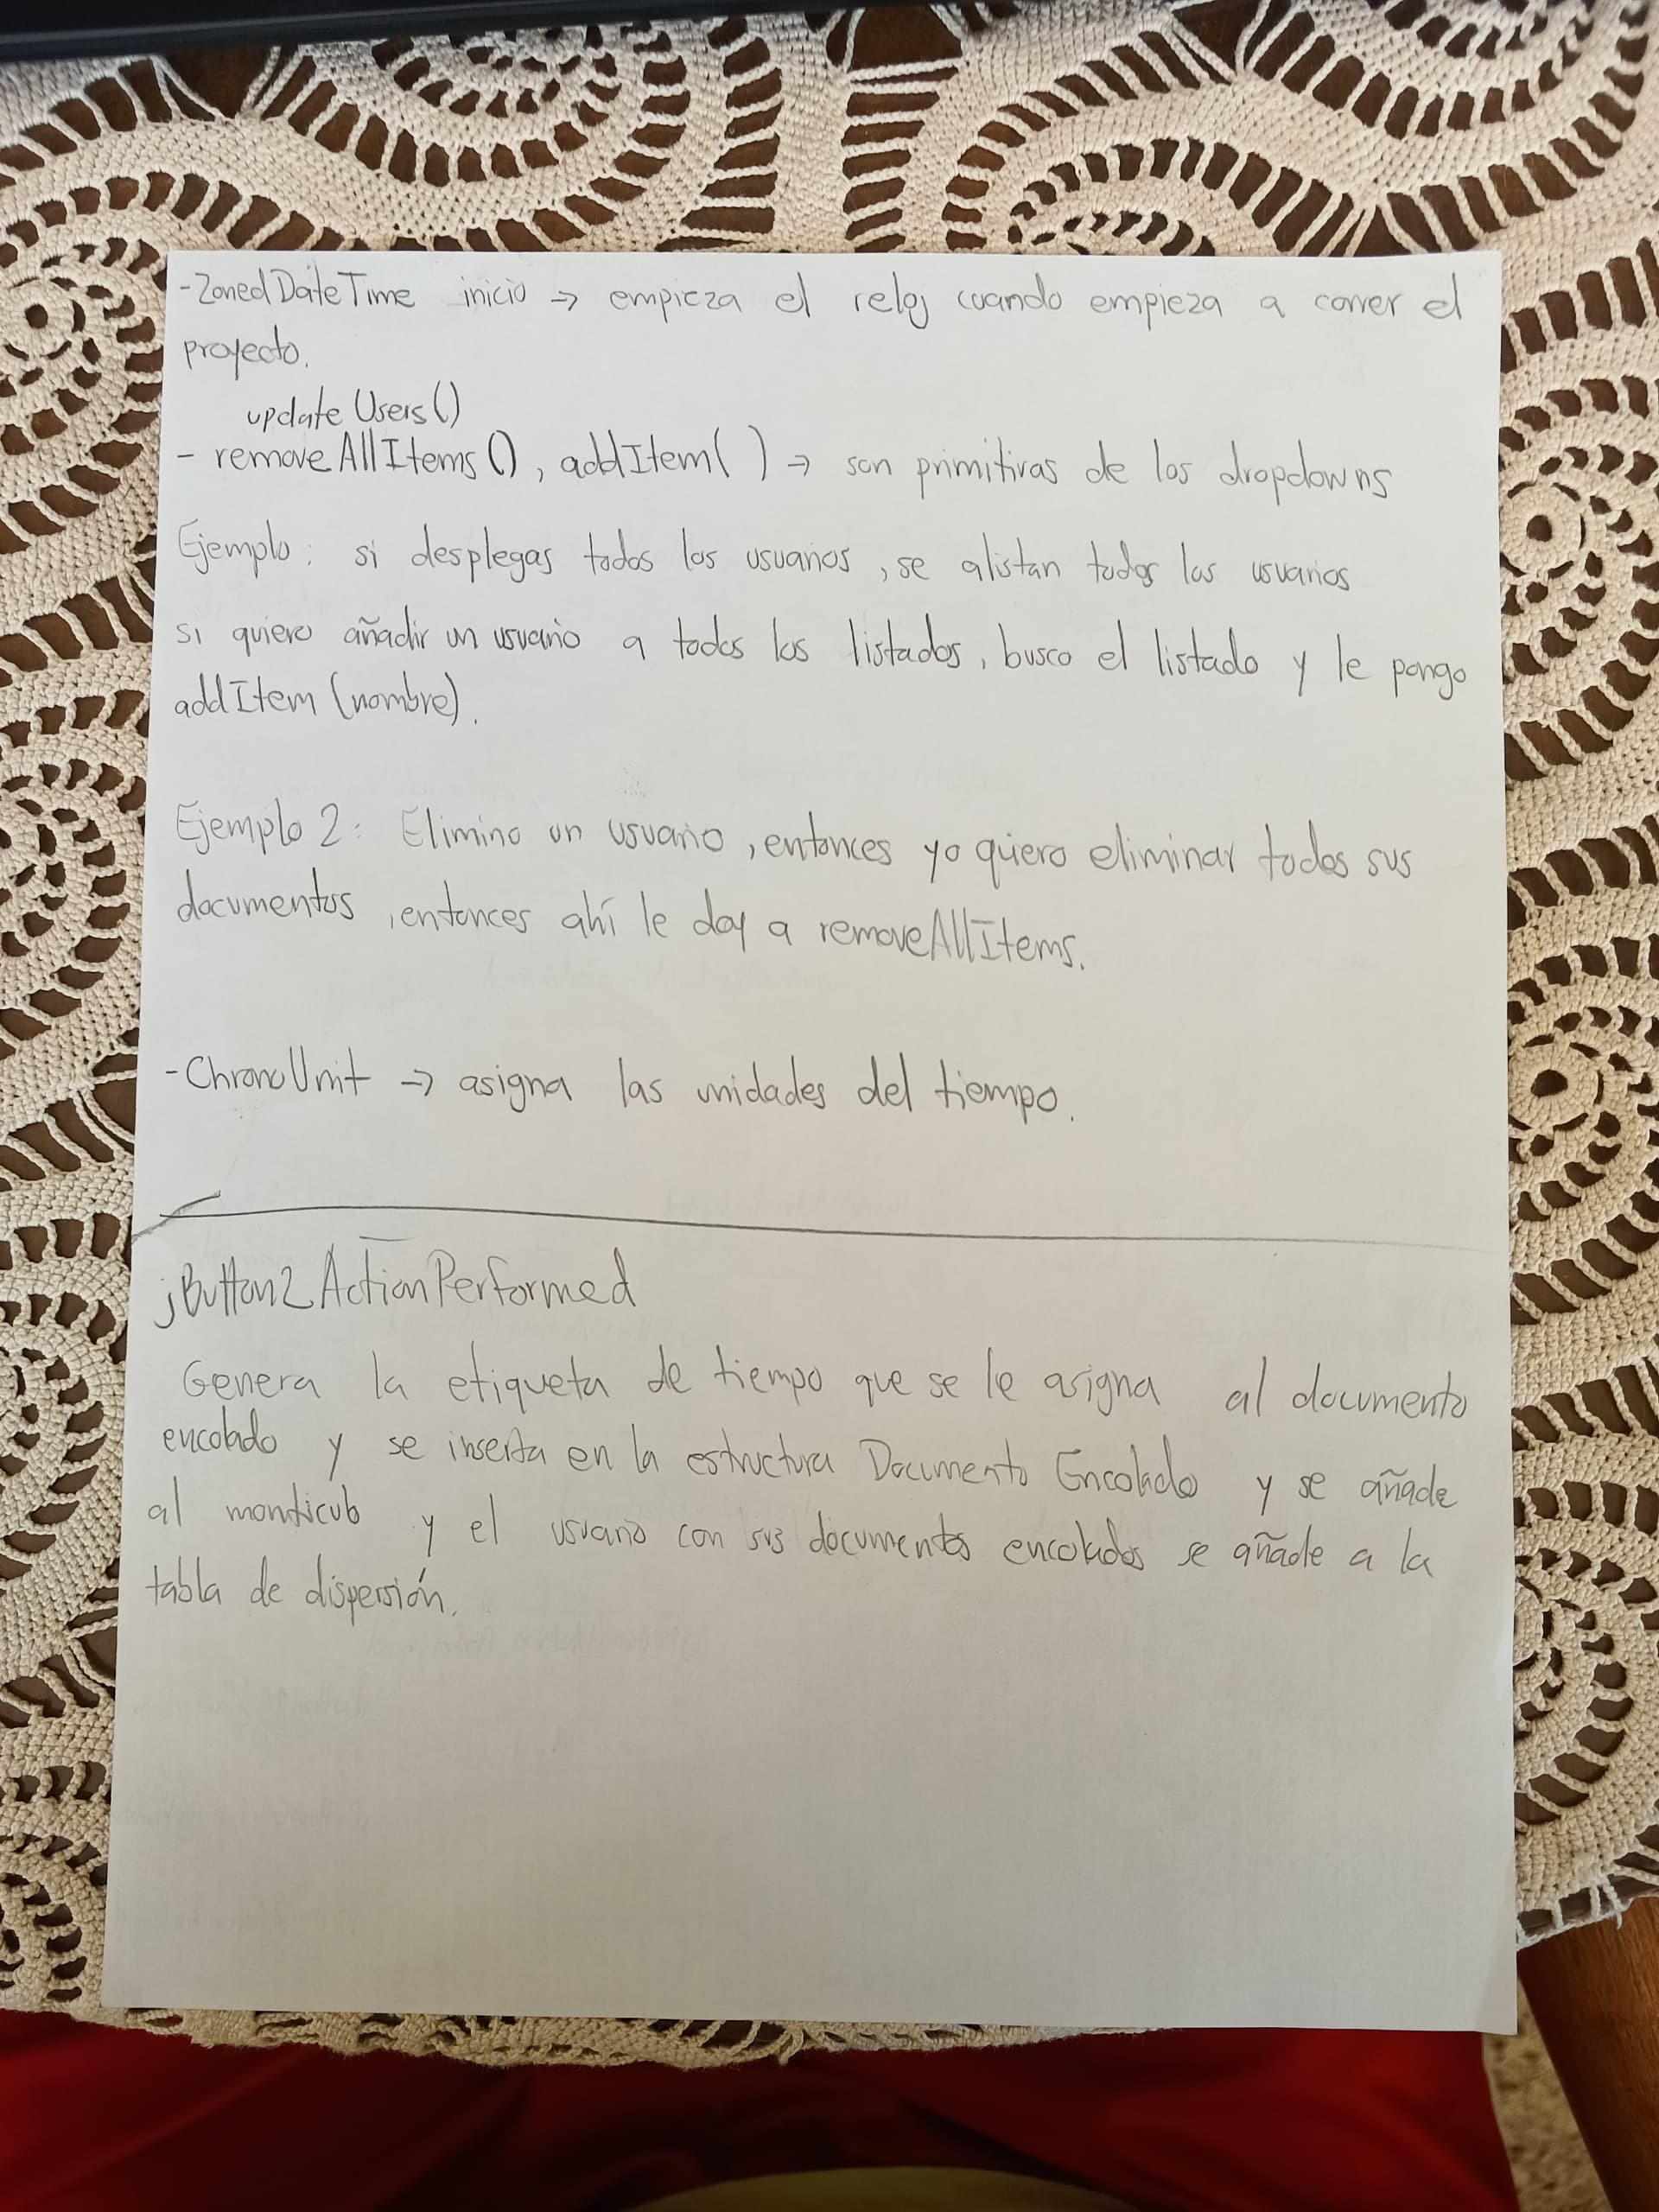 -ZonedDateTime inicio → empieza el reloj cuando empieza a correr el
proyecto.
updateUsers()
- removeAllItems(), addItem( ) → son primitivas de los dropdowns
Ejemplo: si desplegas todos los usuarios, se alistan todos los usuarios
si quiero añadir un usuario a todos los listados, busco el listado y le pongo
addItem (nombre).
Ejemplo 2: Elimino un usuario, entonces yo quiero eliminar todos sus
documentos, entonces ahí le doy a removeAllItems.
-ChronoUnit → asigna las unidades del tiempo.
jButton2ActionPerformed
Genera la etiqueta de tiempo que se le asigna al documento
encolado y se inserta en la estructura Documento Encolado y se añade
al monticulo y el usuario con sus documentos encolados se añade a la
tabla de dispersión.